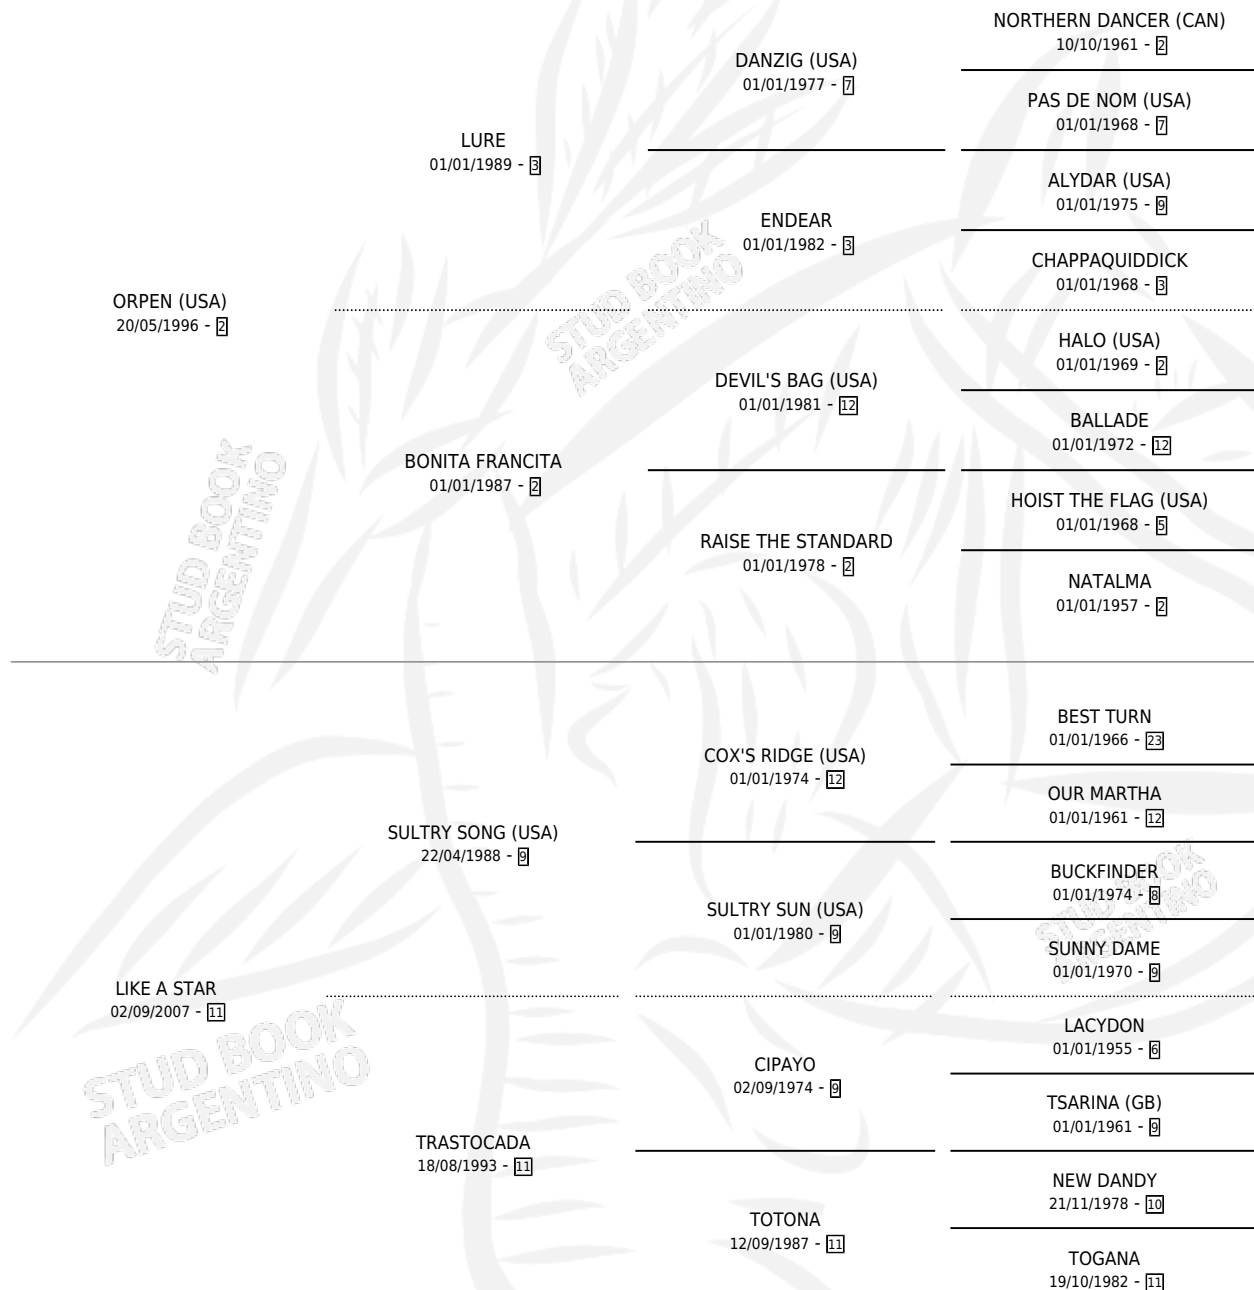 NORTHERN DANCER (CAN)
10/10/1961 - 2
DANZIG (USA)
01/01/1977 - 7
PAS DE NOM (USA)
01/01/1968 - 7
LURE
01/01/1989 - 3
ALYDAR (USA)
01/01/1975 - 9
ENDEAR
01/01/1982 - 3
CHAPPAQUIDDICK
01/01/1968 - 3
ORPEN (USA)
20/05/1996 - 2
STUD BOOK
ARGENTINO
HALO (USA)
01/01/1969 - 2
DEVIL'S BAG (USA)
01/01/1981 - 12
BALLADE
01/01/1972 - 12
BONITA FRANCITA
01/01/1987 - 2
HOIST THE FLAG (USA)
01/01/1968 - 5
RAISE THE STANDARD
01/01/1978 - 2
NATALMA
01/01/1957 - 2
STUD BOOK
ARGENTINO
BEST TURN
01/01/1966 - 23
COX'S RIDGE (USA)
01/01/1974 - 12
OUR MARTHA
01/01/1961 - 12
SULTRY SONG (USA)
22/04/1988 - 9
BUCKFINDER
01/01/1974 - 8
SULTRY SUN (USA)
01/01/1980 - 9
STUD BOOK
ARGENTINO
SUNNY DAME
01/01/1970 - 9
LIKE A STAR
02/09/2007 - 11
STUD BOOK
ARGENTINO
LACYDON
01/01/1955 - 6
CIPAYO
02/09/1974 - 9
TSARINA (GB)
01/01/1961 - 9
TRASTOCADA
18/08/1993 - 11
NEW DANDY
21/11/1978 - 10
TOTONA
12/09/1987 - 11
TOGANA
19/10/1982 - 11